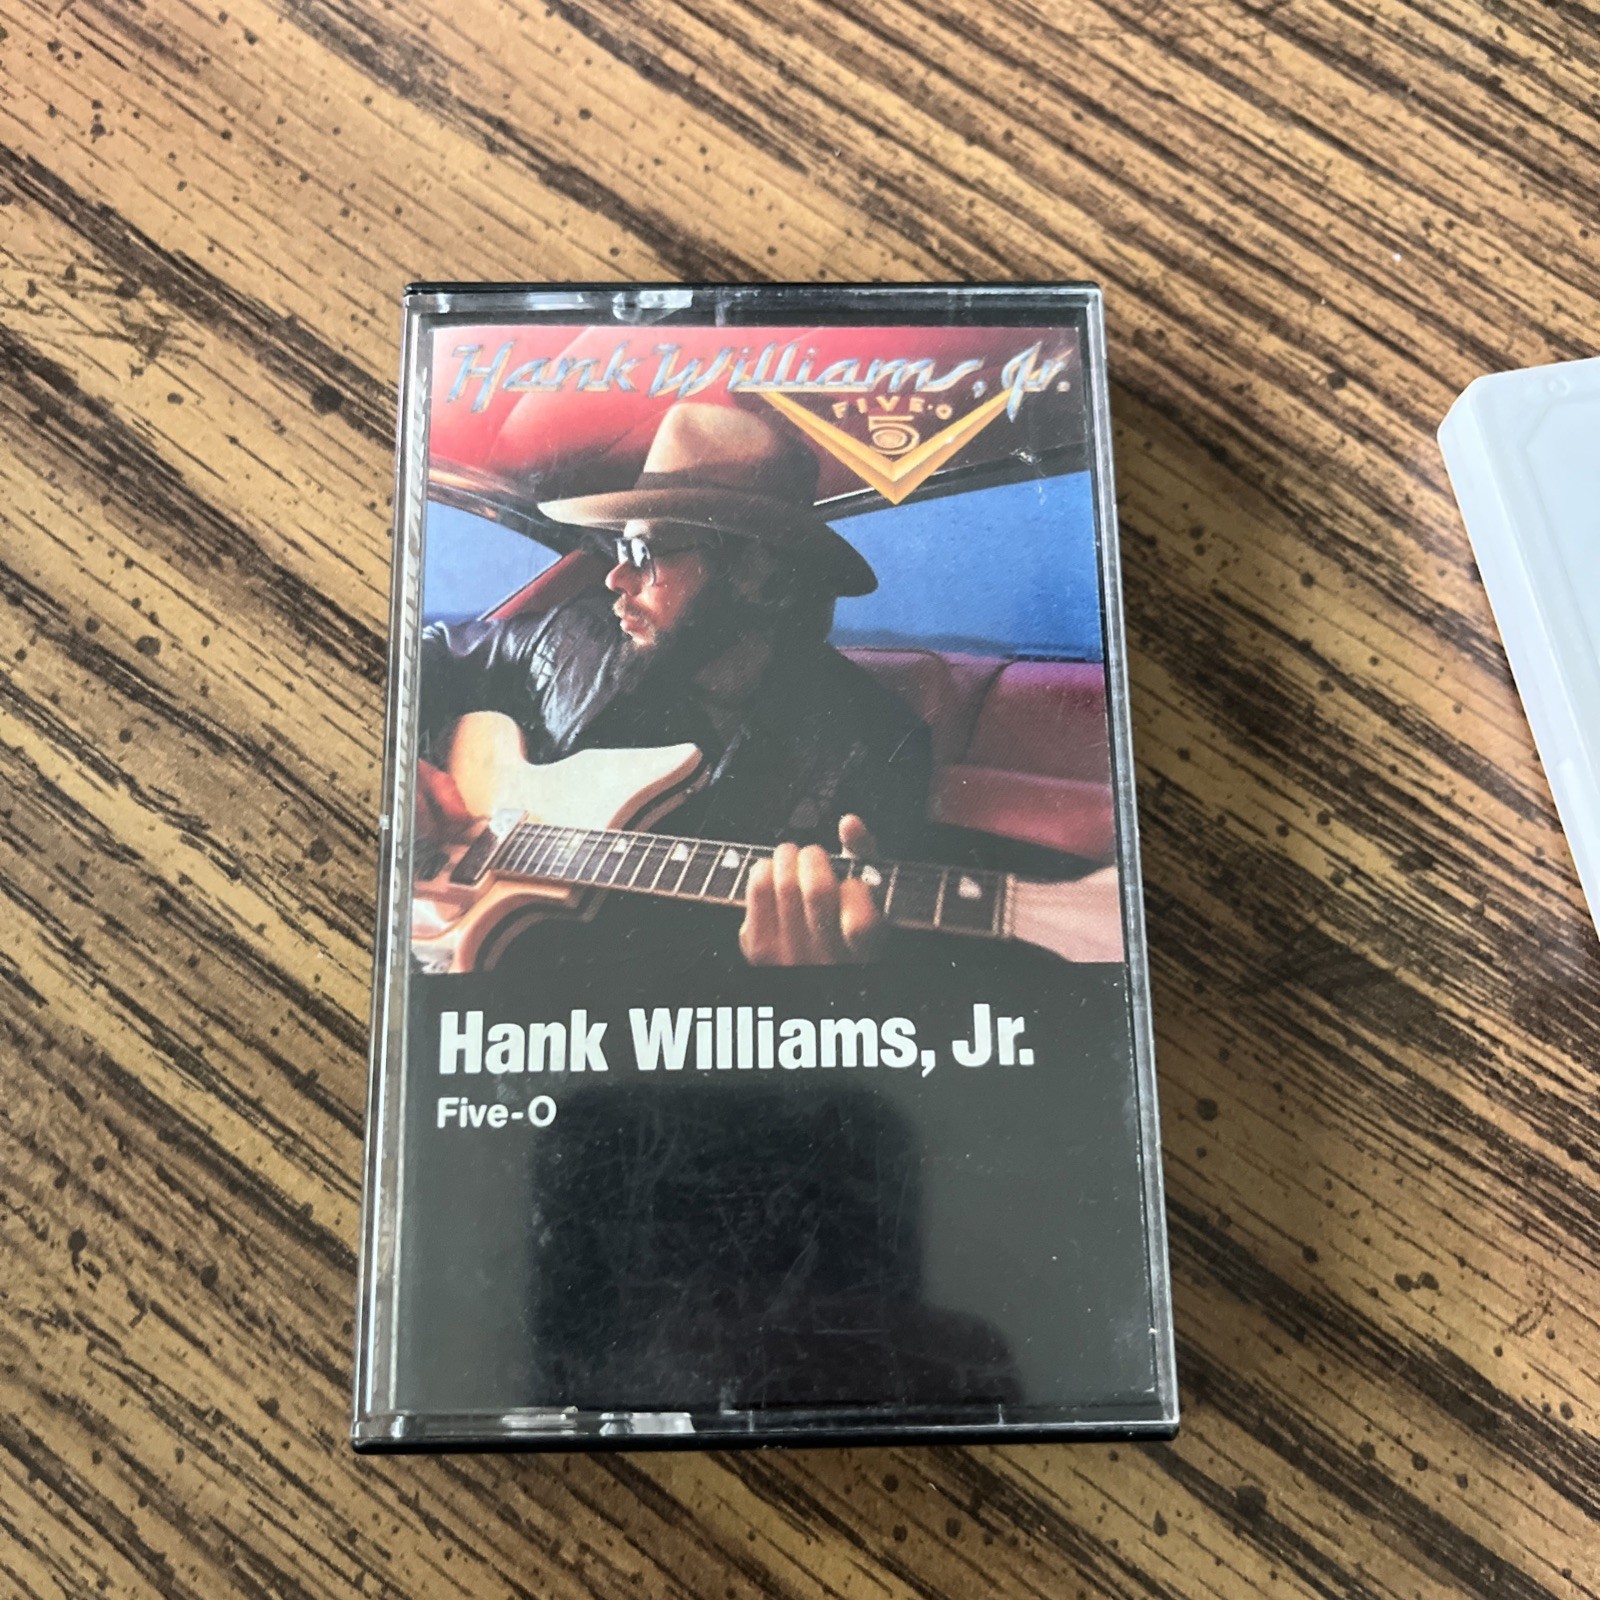 Hank Williams, Jr.
FIVE-O
5
Hank Williams, Jr.
Five-O